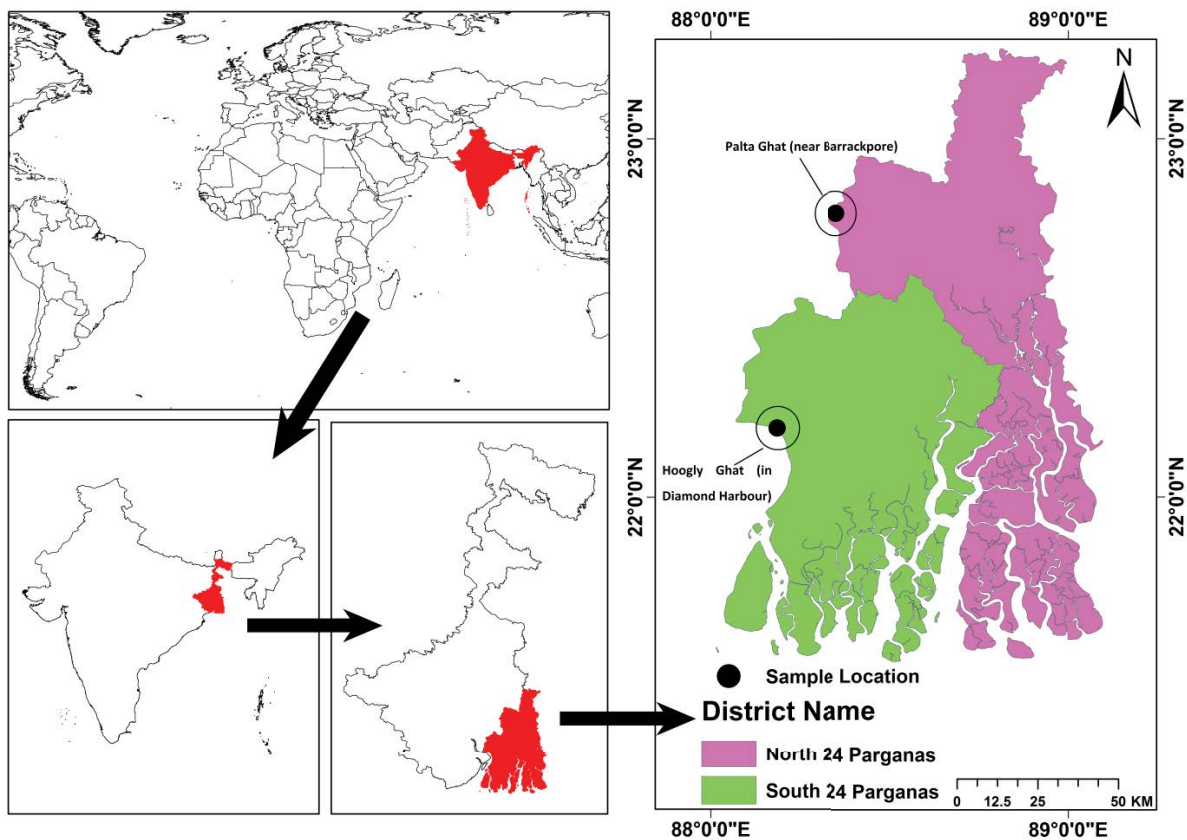 88°0'0"E
89°0'0"E
N
23°0'0"N
23°0'0"N
Palta Ghat (near Barrackpore)
Hoogly Ghat (in
Diamond Harbour)
22°0'0"N
22°0'0"N
Sample Location
District Name
North 24 Parganas
South 24 Parganas
0 12.5 25 50 KM
88°0'0"E
89°0'0"E